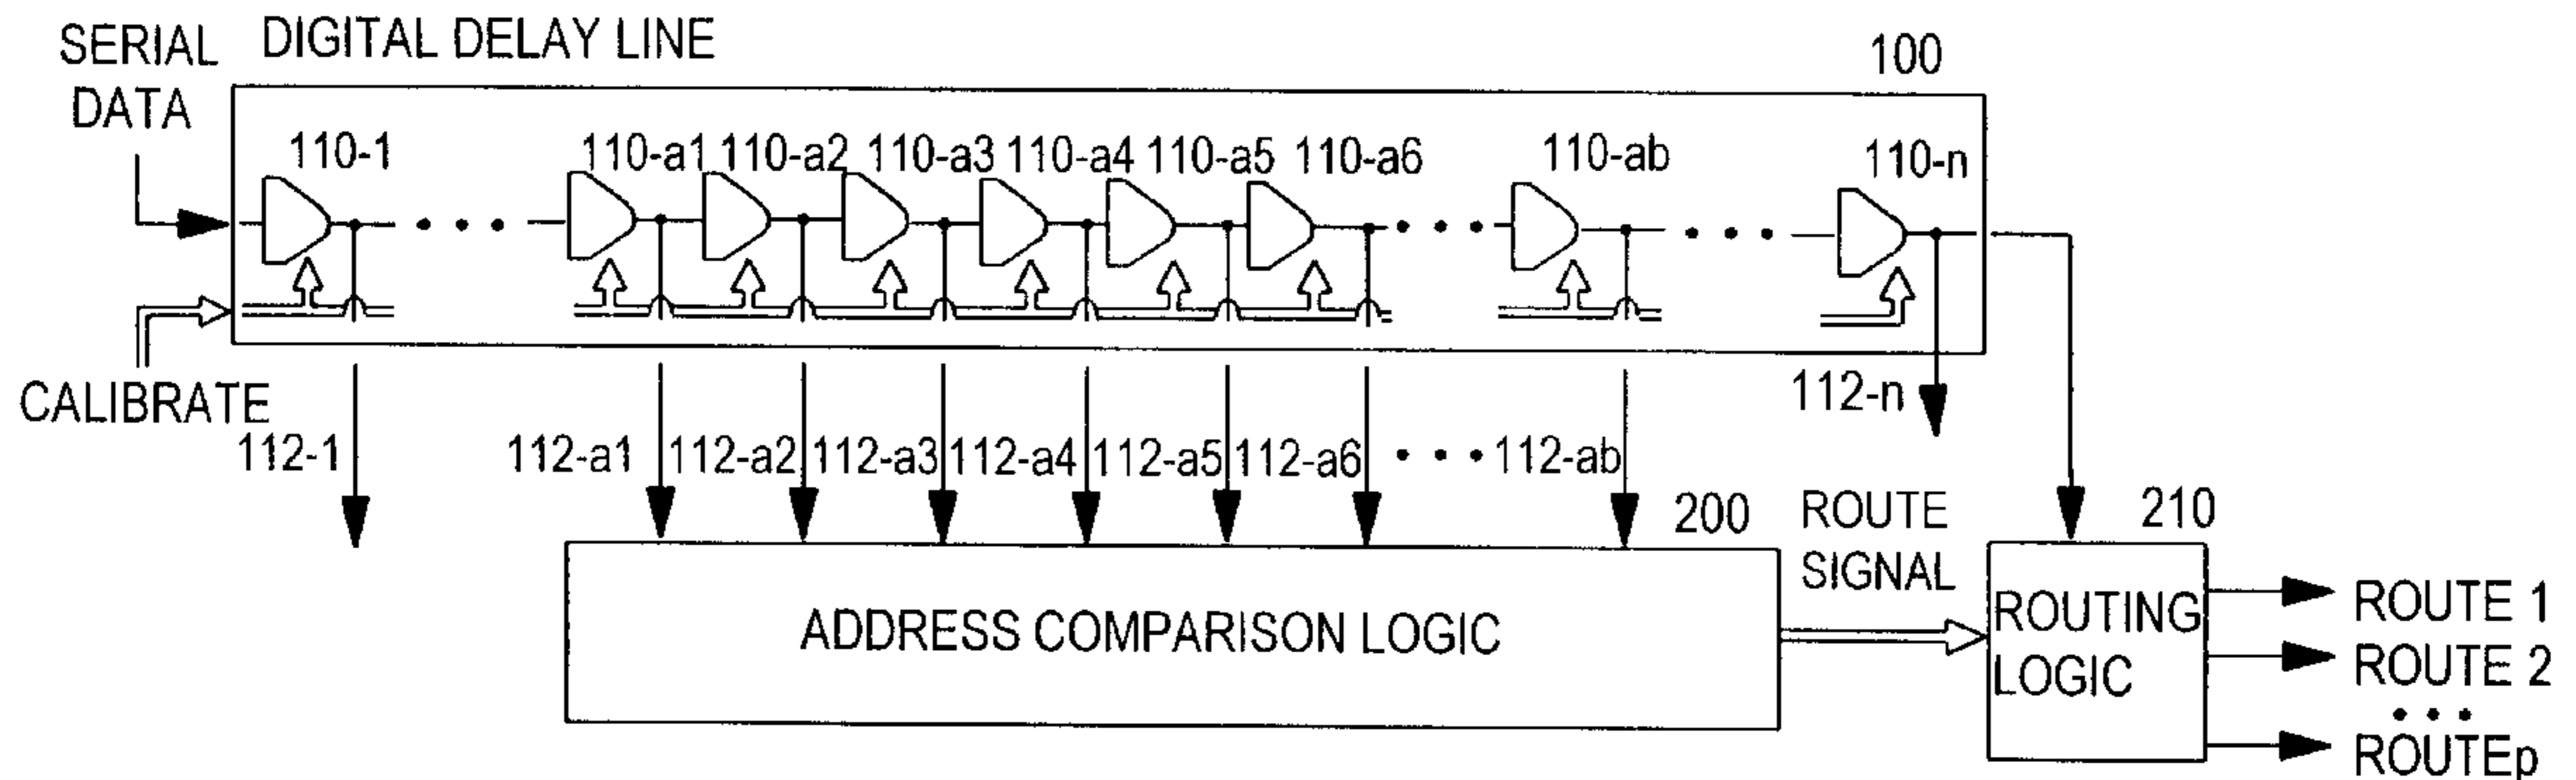 SERIAL
DATA
DIGITAL DELAY LINE
100
110-1
110-a1
110-a2
110-a3
110-a4
110-a5
110-a6
110-ab
110-n
CALIBRATE
112-1
112-a1
112-a2
112-a3
112-a4
112-a5
112-a6
112-ab
112-n
200
ROUTE
SIGNAL
210
ADDRESS COMPARISON LOGIC
ROUTING
LOGIC
ROUTE 1
ROUTE 2
ROUTEp